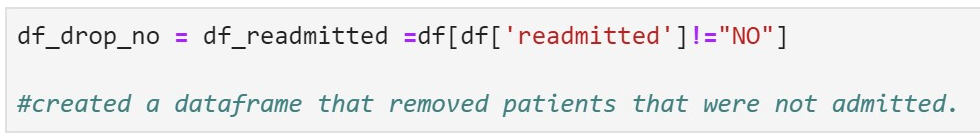 df_drop_no = df_readmitted =df[df['readmitted']!="NO"]
#created a dataframe that removed patients that were not admitted.